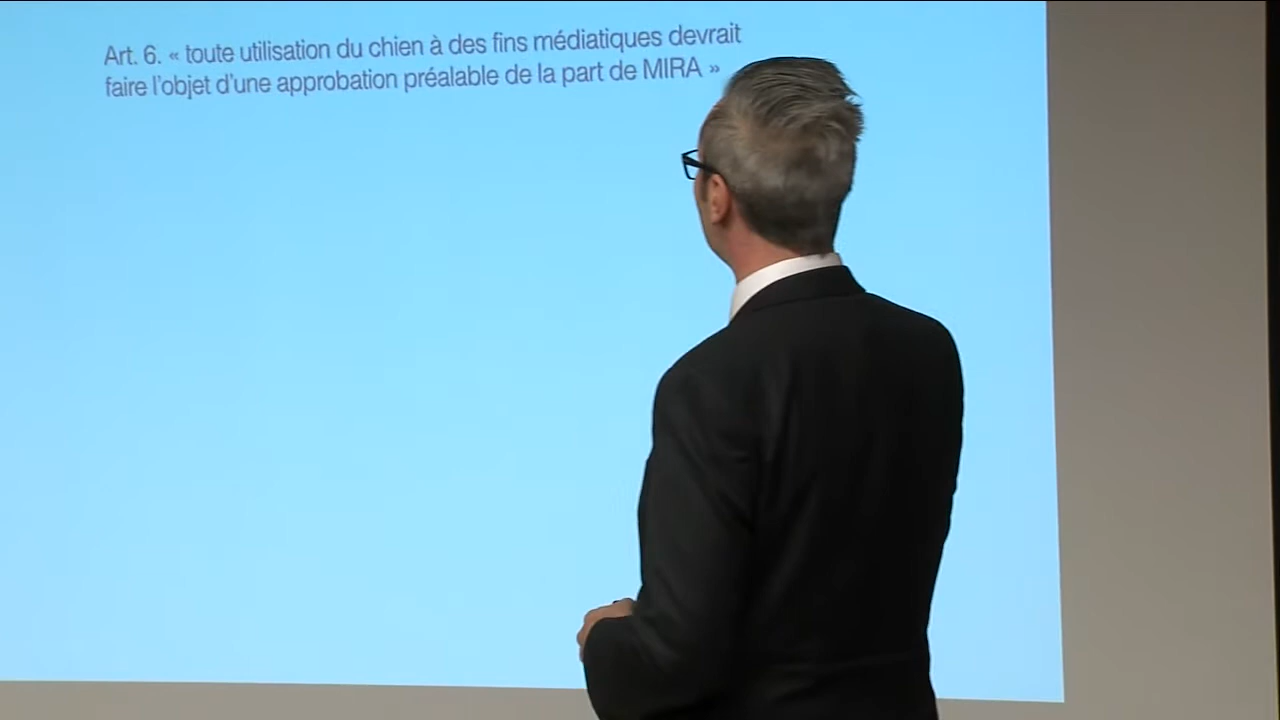 Art. 6. « toute utilisation du chien à des fins médiatiques devrait
faire l'objet d'une approbation préalable de la part de MIRA »